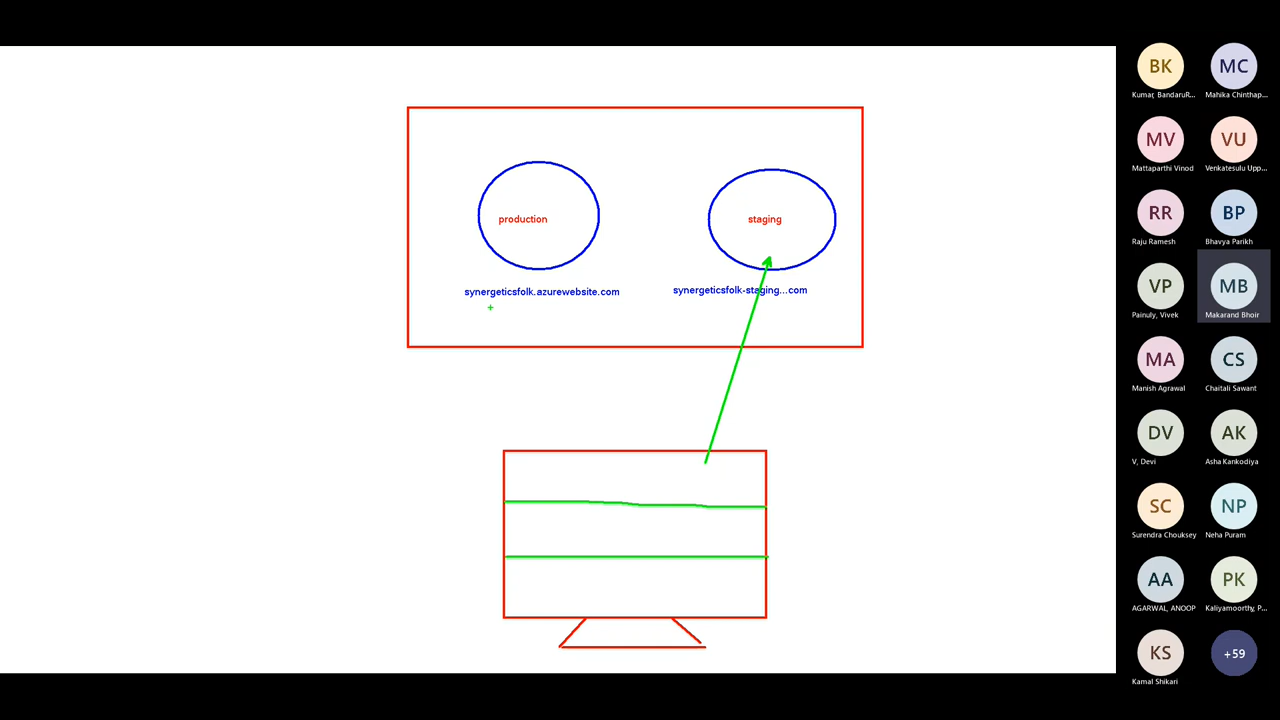 production
staging
synergeticsfolk.azurewebsite.com
synergeticsfolk-staging...com
BK
Kumar, BandaruR...
MC
Mahika Chinthap...
MV
Mattaparthi Vinod
VU
Venkatesulu Upp...
RR
Raju Ramesh
BP
Bhavya Parikh
VP
Painuly, Vivek
MB
Makarand Bhoir
MA
Manish Agrawal
CS
Chaitali Sawant
DV
V, Devi
AK
Asha Kankodiya
SC
Surendra Chouksey
NP
Neha Puram
AA
AGARWAL, ANOOP
PK
Kaliyamoorthy, P...
KS
Kamal Shikari
+59